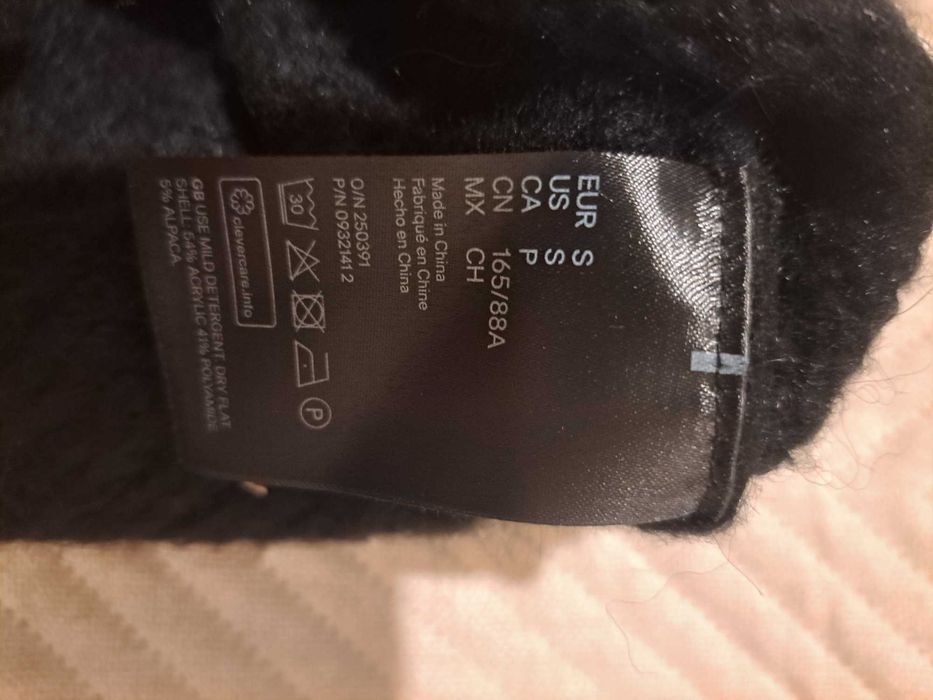 EUR S
US S
CA P
CN 165/88A
MX CH
Made in China
Fabriqué en Chine
Hecho en China
O/N 250391
P/N 0932141 2
30
P
clevercare.info
GB USE MILD DETERGENT DRY FLAT
SHELL 54% ACRYLIC 41% POLYAMIDE
5% ALPACA